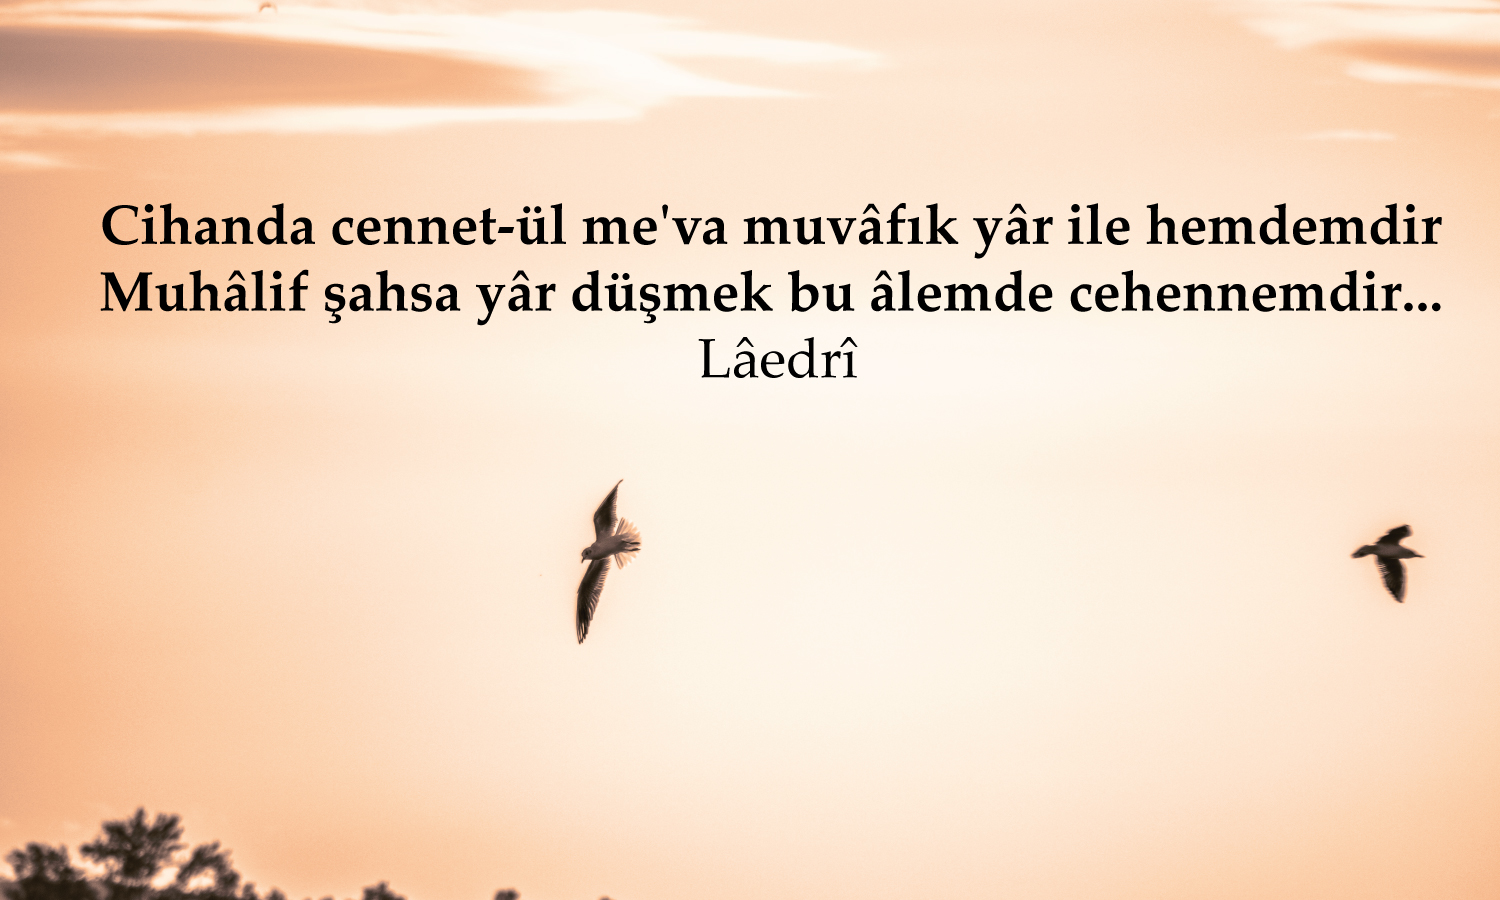 Cihanda cennet-ül me'va muvâfık yâr ile hemdemdir
Muhâlif şahsa yâr düşmek bu âlemde cehennemdir...
Lâedrî